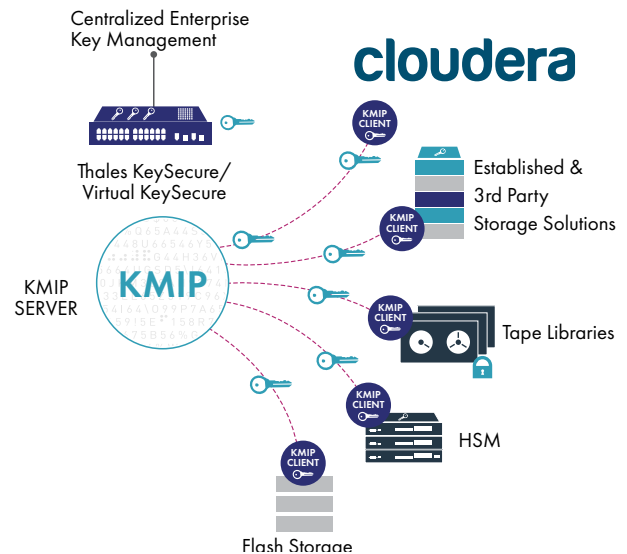 Centralized Enterprise
Key Management
cloudera
KMIP
CLIENT
Thales KeySecure/
Virtual KeySecure
Established &
3rd Party
Storage Solutions
KMIP
CLIENT
KMIP
SERVER
KMIP
KMIP
CLIENT
Tape Libraries
KMIP
CLIENT
HSM
KMIP
CLIENT
Flash Storage